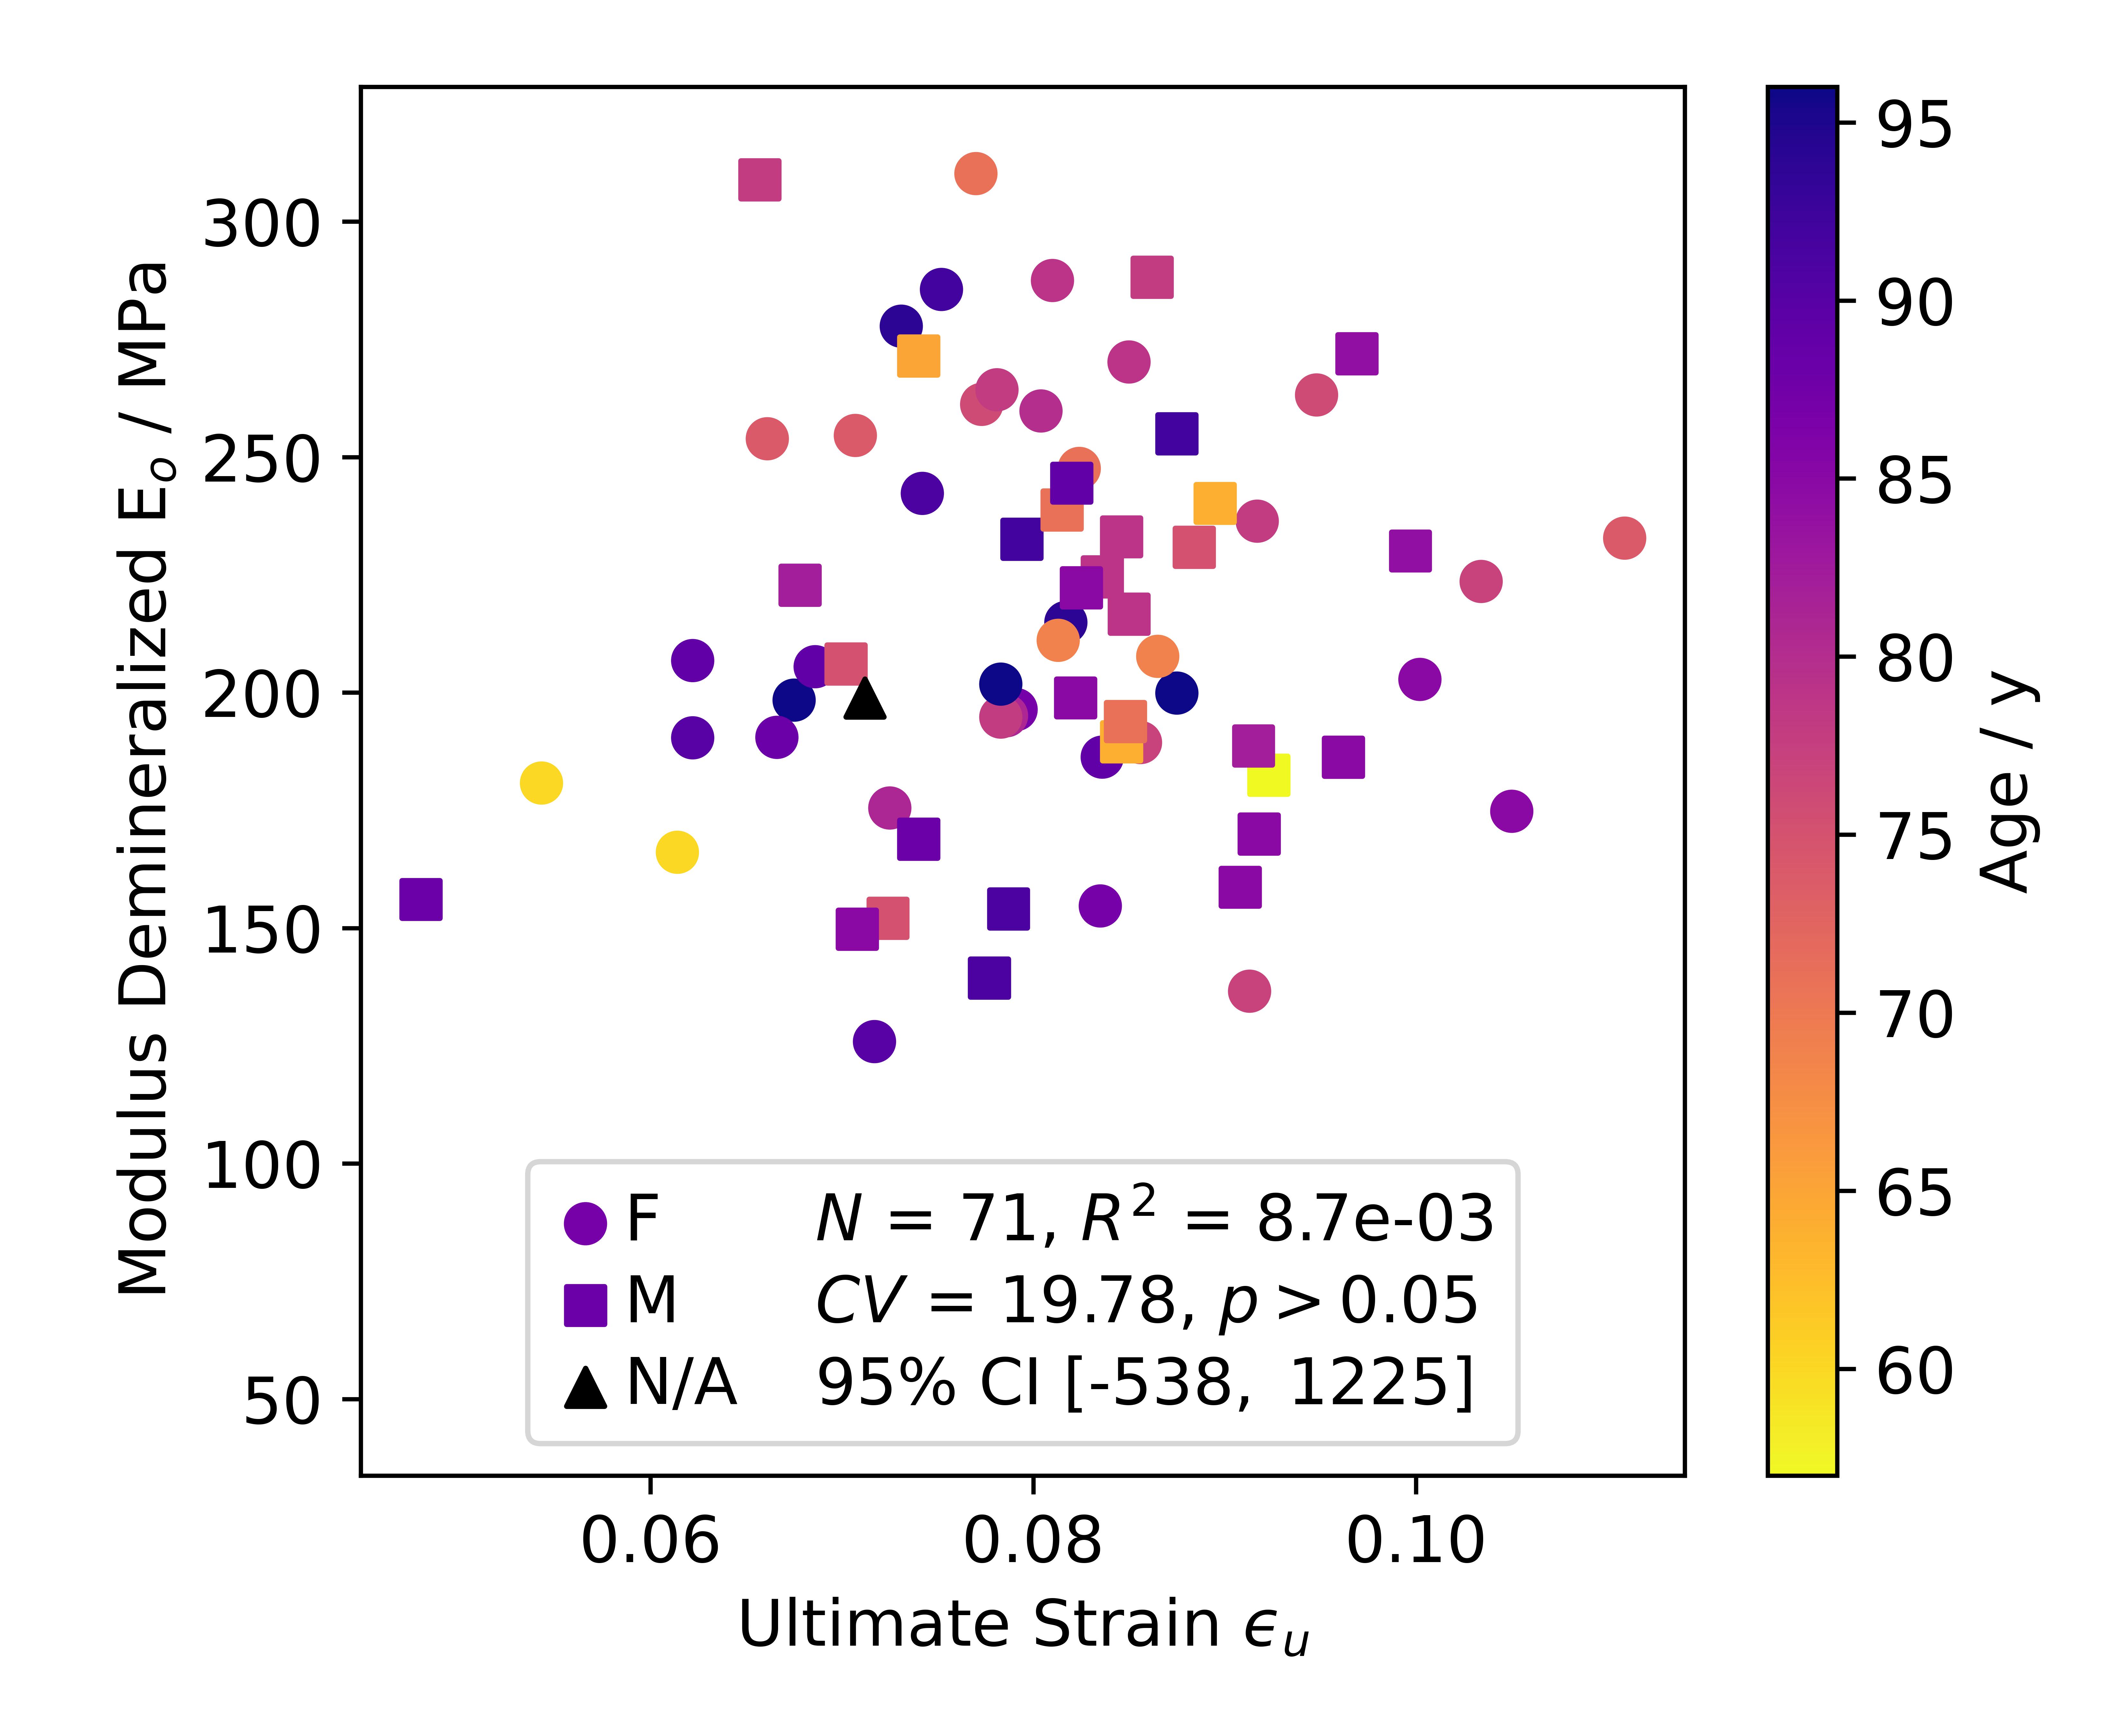 Modulus Demineralized E_o / MPa
300
250
200
150
100
50
F N = 71, R² = 8.7e-03
M CV = 19.78, p > 0.05
N/A 95% CI [-538, 1225]
0.06 0.08 0.10
Ultimate Strain ϵ_u
95
90
85
80
75
70
65
60
Age / y